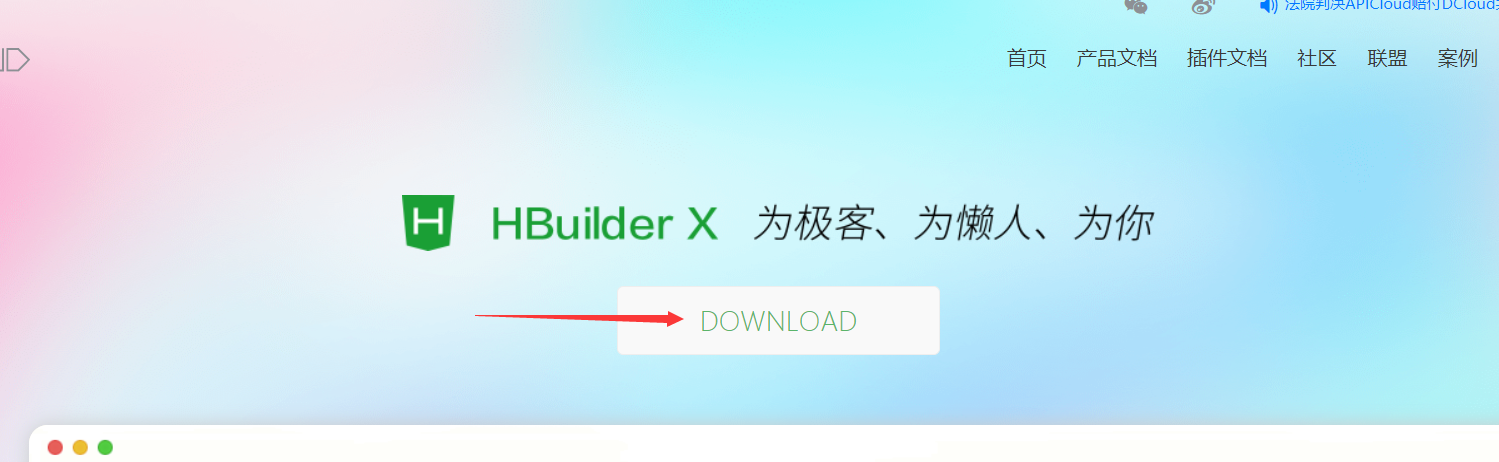 法院判决APICloud赔付DCloud
首页 产品文档 插件文档 社区 联盟 案例
H HBuilder X 为极客、为懒人、为你
DOWNLOAD